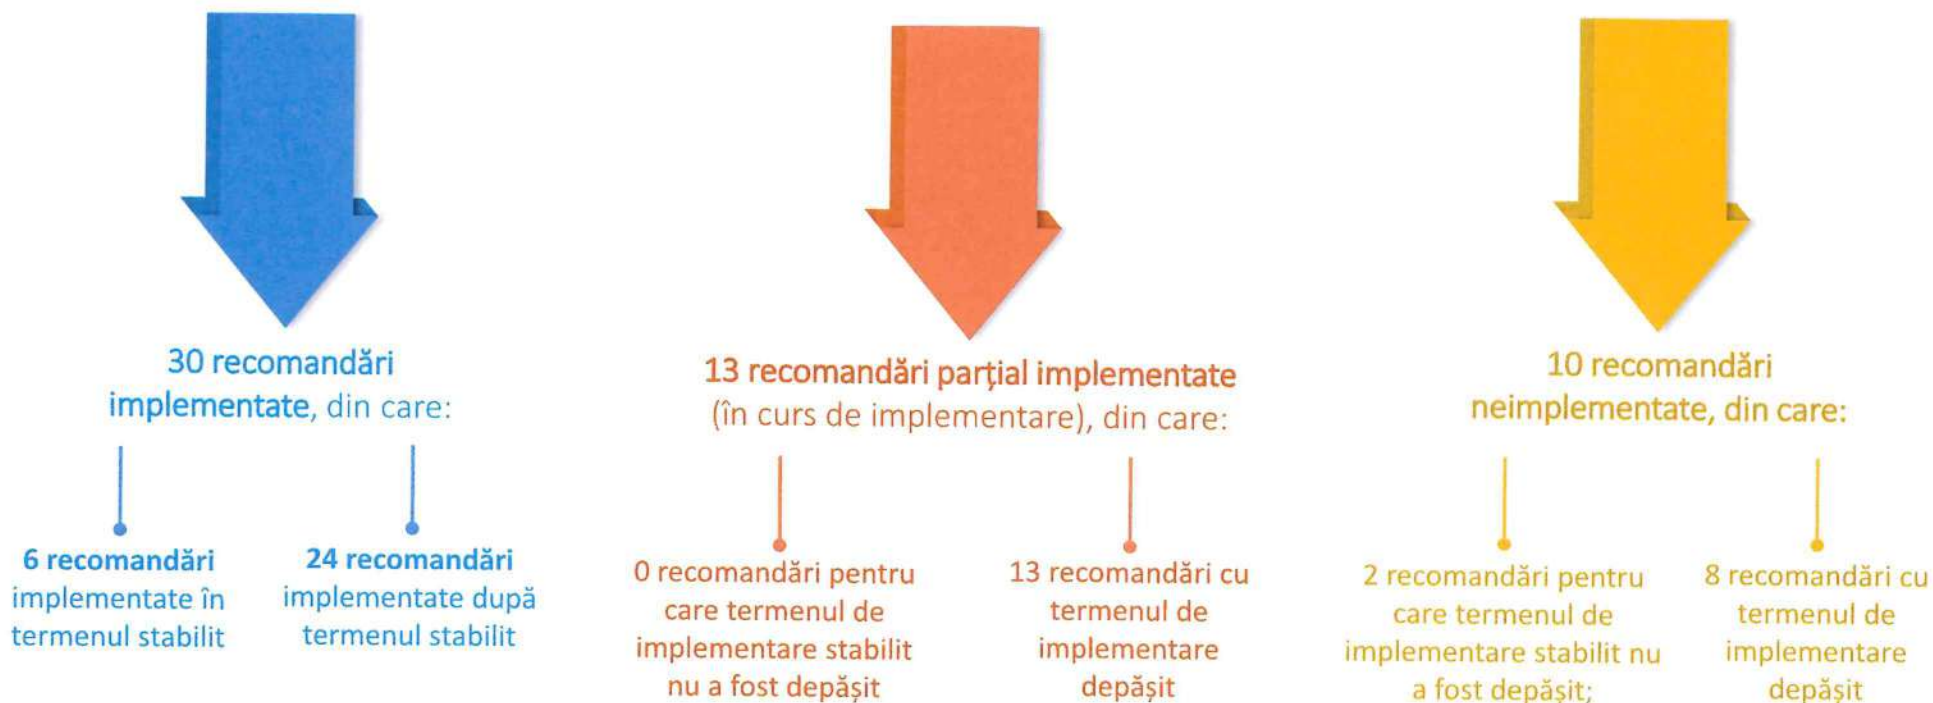 30 recomandări
implementate, din care:
6 recomandări
implementate în
termenul stabilit
24 recomandări
implementate după
termenul stabilit
13 recomandări parțial implementate
(în curs de implementare), din care:
0 recomandări pentru
care termenul de
implementare stabilit
nu a fost depășit
13 recomandări cu
termenul de
implementare
depășit
10 recomandări
neimplementate, din care:
2 recomandări pentru
care termenul de
implementare stabilit nu
a fost depășit;
8 recomandări cu
termenul de
implementare
depășit